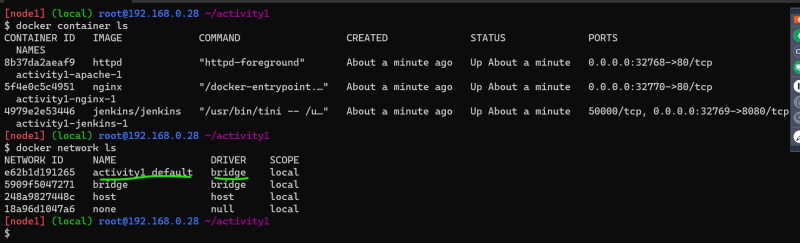 [node1] (local) root@192.168.0.28 ~/activity1
$ docker container ls
CONTAINER ID   IMAGE             COMMAND                  CREATED              STATUS              PORTS
  NAMES
8b37da2aeaf9   httpd             "httpd-foreground"       About a minute ago   Up About a minute   0.0.0.0:32768->80/tcp
  activity1-apache-1
5f4e0c5c4951   nginx             "/docker-entrypoint.…"   About a minute ago   Up About a minute   0.0.0.0:32770->80/tcp
  activity1-nginx-1
4979e2e53446   jenkins/jenkins   "/usr/bin/tini -- /u…"   About a minute ago   Up About a minute   50000/tcp, 0.0.0.0:32769->8080/tcp
  activity1-jenkins-1
[node1] (local) root@192.168.0.28 ~/activity1
$ docker network ls
NETWORK ID     NAME                DRIVER    SCOPE
e62b1d191265   activity1_default   bridge    local
5909f5047271   bridge              bridge    local
248a9827448c   host                host      local
18a96d1047a6   none                null      local
[node1] (local) root@192.168.0.28 ~/activity1
$